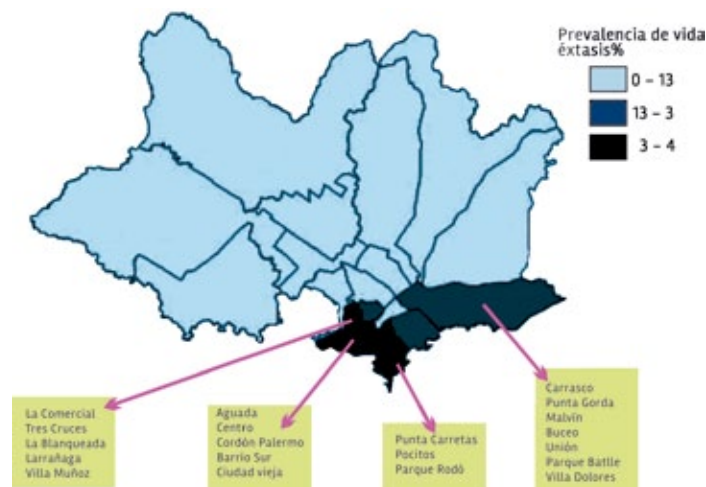 Prevalencia de vida
éxtasis%
0 – 13
13 – 3
3 – 4
La Comercial
Tres Cruces
La Blanqueada
Larrañaga
Villa Muñoz
Aguada
Centro
Cordón Palermo
Barrio Sur
Ciudad vieja
Punta Carretas
Pocitos
Parque Rodó
Carrasco
Punta Gorda
Malvín
Buceo
Unión
Parque Batlle
Villa Dolores